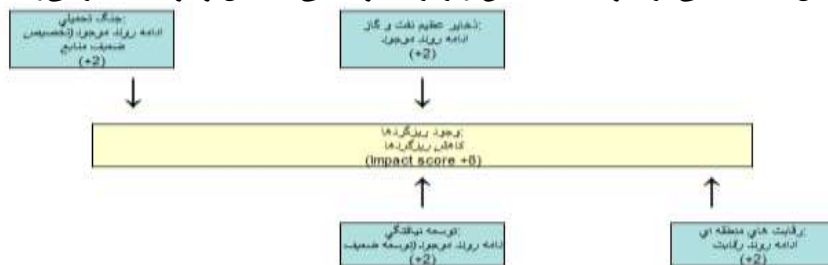 جنگ تحمیلی:
ادامه روند موجود (تخصیص
ضعیف منابع
(+2)
ذخایر عظیم نفت و گاز:
ادامه روند موجود
(+2)
وجود ریزگردها:
کاهش ریزگردها
(Impact score +8)
توسعه نیافتگی:
ادامه روند موجود (توسعه ضعیف
(+2)
رقابت های منطقه ای:
ادامه روند رقابت
(+2)